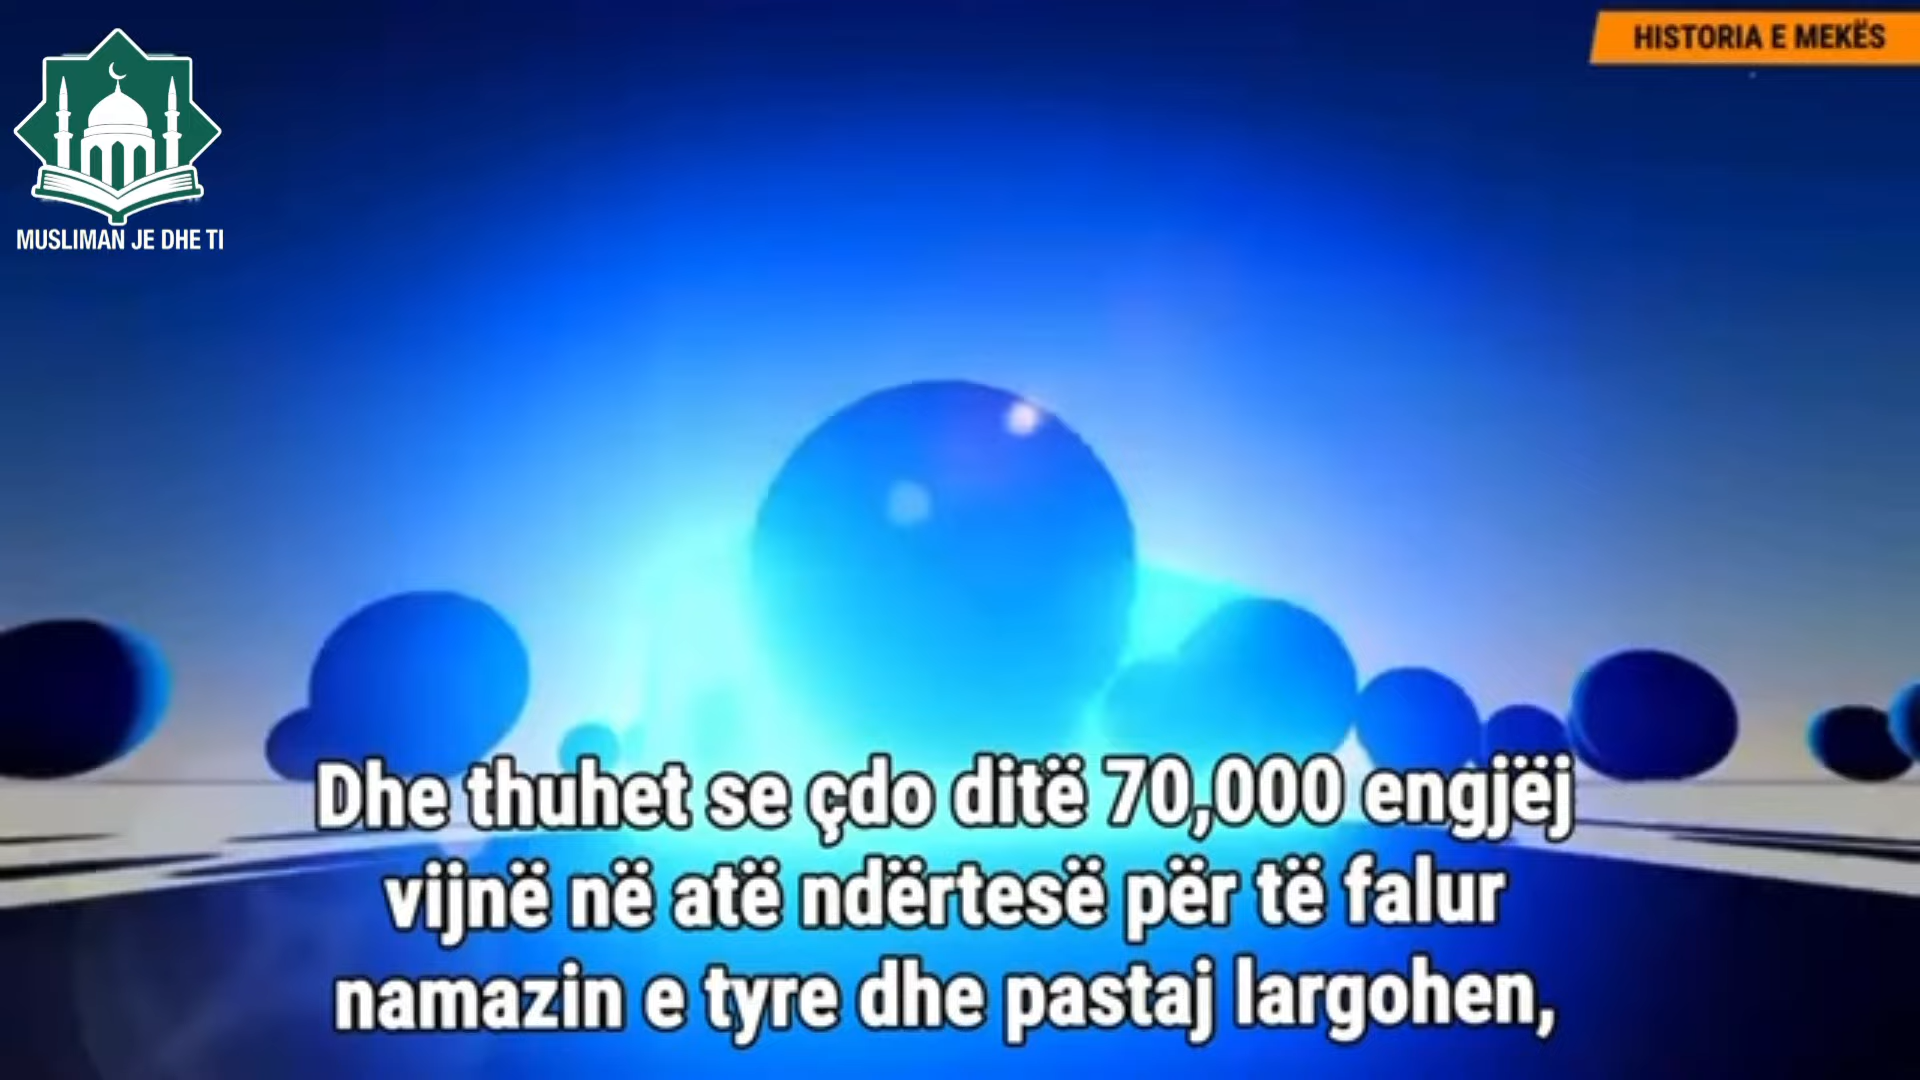 HISTORIA E MEKËS
MUSLIMAN JE DHE TI
Dhe thuhet se çdo ditë 70,000 engjëj
vijnë në atë ndërtesë për të falur
namazin e tyre dhe pastaj largohen,